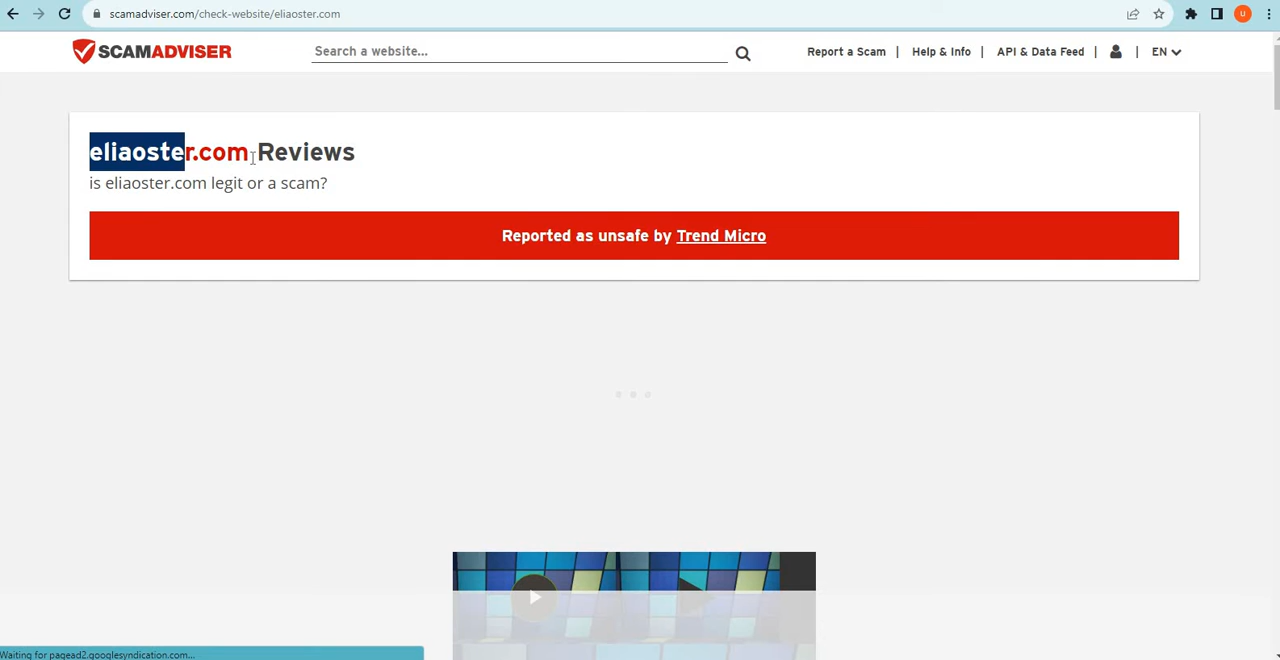 scamadviser.com/check-website/eliaoster.com
U
SCAMADVISER
Search a website...
Report a Scam | Help & Info | API & Data Feed | | EN
eliaoster.com Reviews
is eliaoster.com legit or a scam?
Reported as unsafe by Trend Micro
Waiting for pagead2.googlesyndication.com...